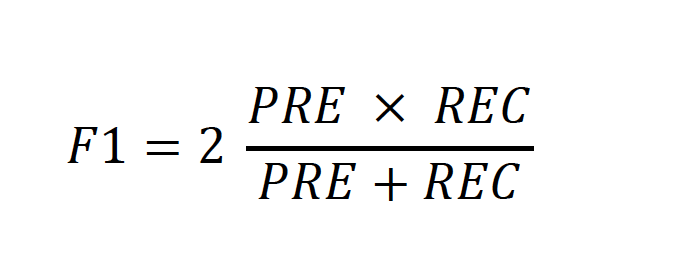 F1 = 2 PRE × REC
PRE + REC